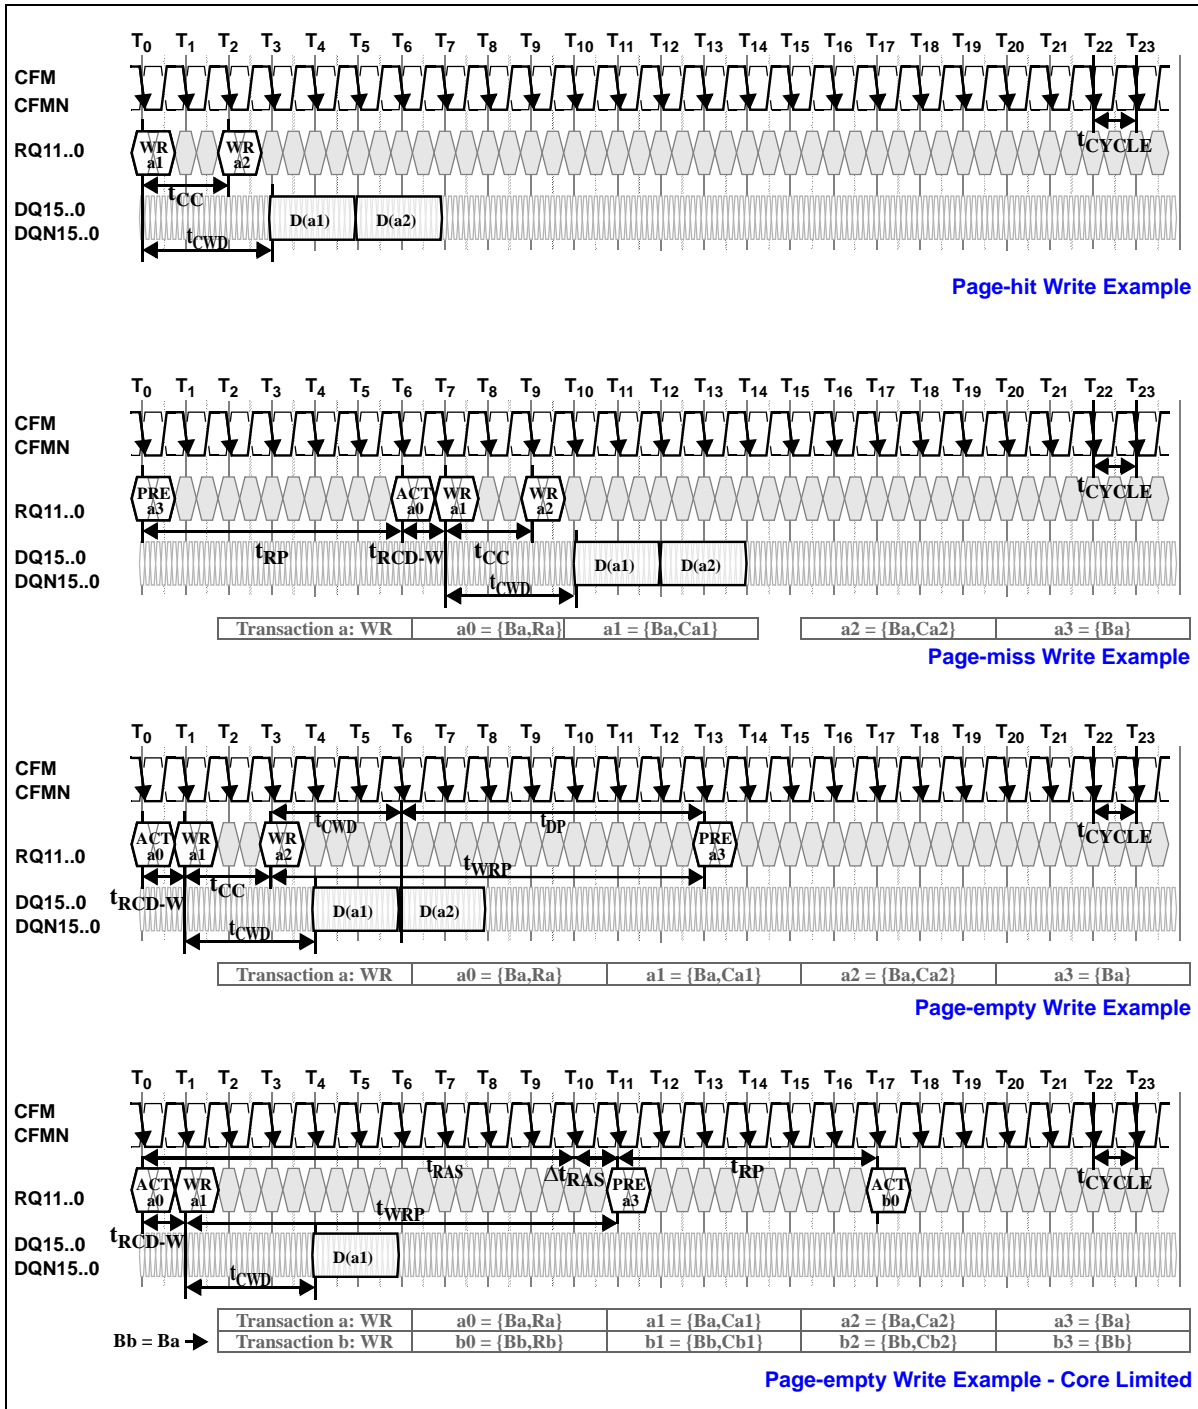 T0 T1 T2 T3 T4 T5 T6 T7 T8 T9 T10 T11 T12 T13 T14 T15 T16 T17 T18 T19 T20 T21 T22 T23
CFM
CFMN
RQ11..0 WR a1 WR a2 tCYCLE
tCC
DQ15..0
DQN15..0 D(a1) D(a2)
tCWD
Page-hit Write Example
T0 T1 T2 T3 T4 T5 T6 T7 T8 T9 T10 T11 T12 T13 T14 T15 T16 T17 T18 T19 T20 T21 T22 T23
CFM
CFMN
RQ11..0 PRE a3 ACT a0 WR a1 WR a2 tCYCLE
tRP tRCD-W tCC
DQ15..0
DQN15..0 D(a1) D(a2)
tCWD
Transaction a: WR a0 = {Ba,Ra} a1 = {Ba,Ca1} a2 = {Ba,Ca2} a3 = {Ba}
Page-miss Write Example
T0 T1 T2 T3 T4 T5 T6 T7 T8 T9 T10 T11 T12 T13 T14 T15 T16 T17 T18 T19 T20 T21 T22 T23
CFM
CFMN
tCWD tDP
RQ11..0 ACT a0 WR a1 WR a2 PRE a3 tCYCLE
tRCD-W tCC tWRP
DQ15..0
DQN15..0 D(a1) D(a2)
tCWD
Transaction a: WR a0 = {Ba,Ra} a1 = {Ba,Ca1} a2 = {Ba,Ca2} a3 = {Ba}
Page-empty Write Example
T0 T1 T2 T3 T4 T5 T6 T7 T8 T9 T10 T11 T12 T13 T14 T15 T16 T17 T18 T19 T20 T21 T22 T23
CFM
CFMN
tRAS ΔtRAS tRP
RQ11..0 ACT a0 WR a1 PRE a3 ACT b0 tCYCLE
tRCD-W tWRP
DQ15..0
DQN15..0 D(a1)
tCWD
Transaction a: WR a0 = {Ba,Ra} a1 = {Ba,Ca1} a2 = {Ba,Ca2} a3 = {Ba}
Bb = Ba Transaction b: WR b0 = {Bb,Rb} b1 = {Bb,Cb1} b2 = {Bb,Cb2} b3 = {Bb}
Page-empty Write Example - Core Limited